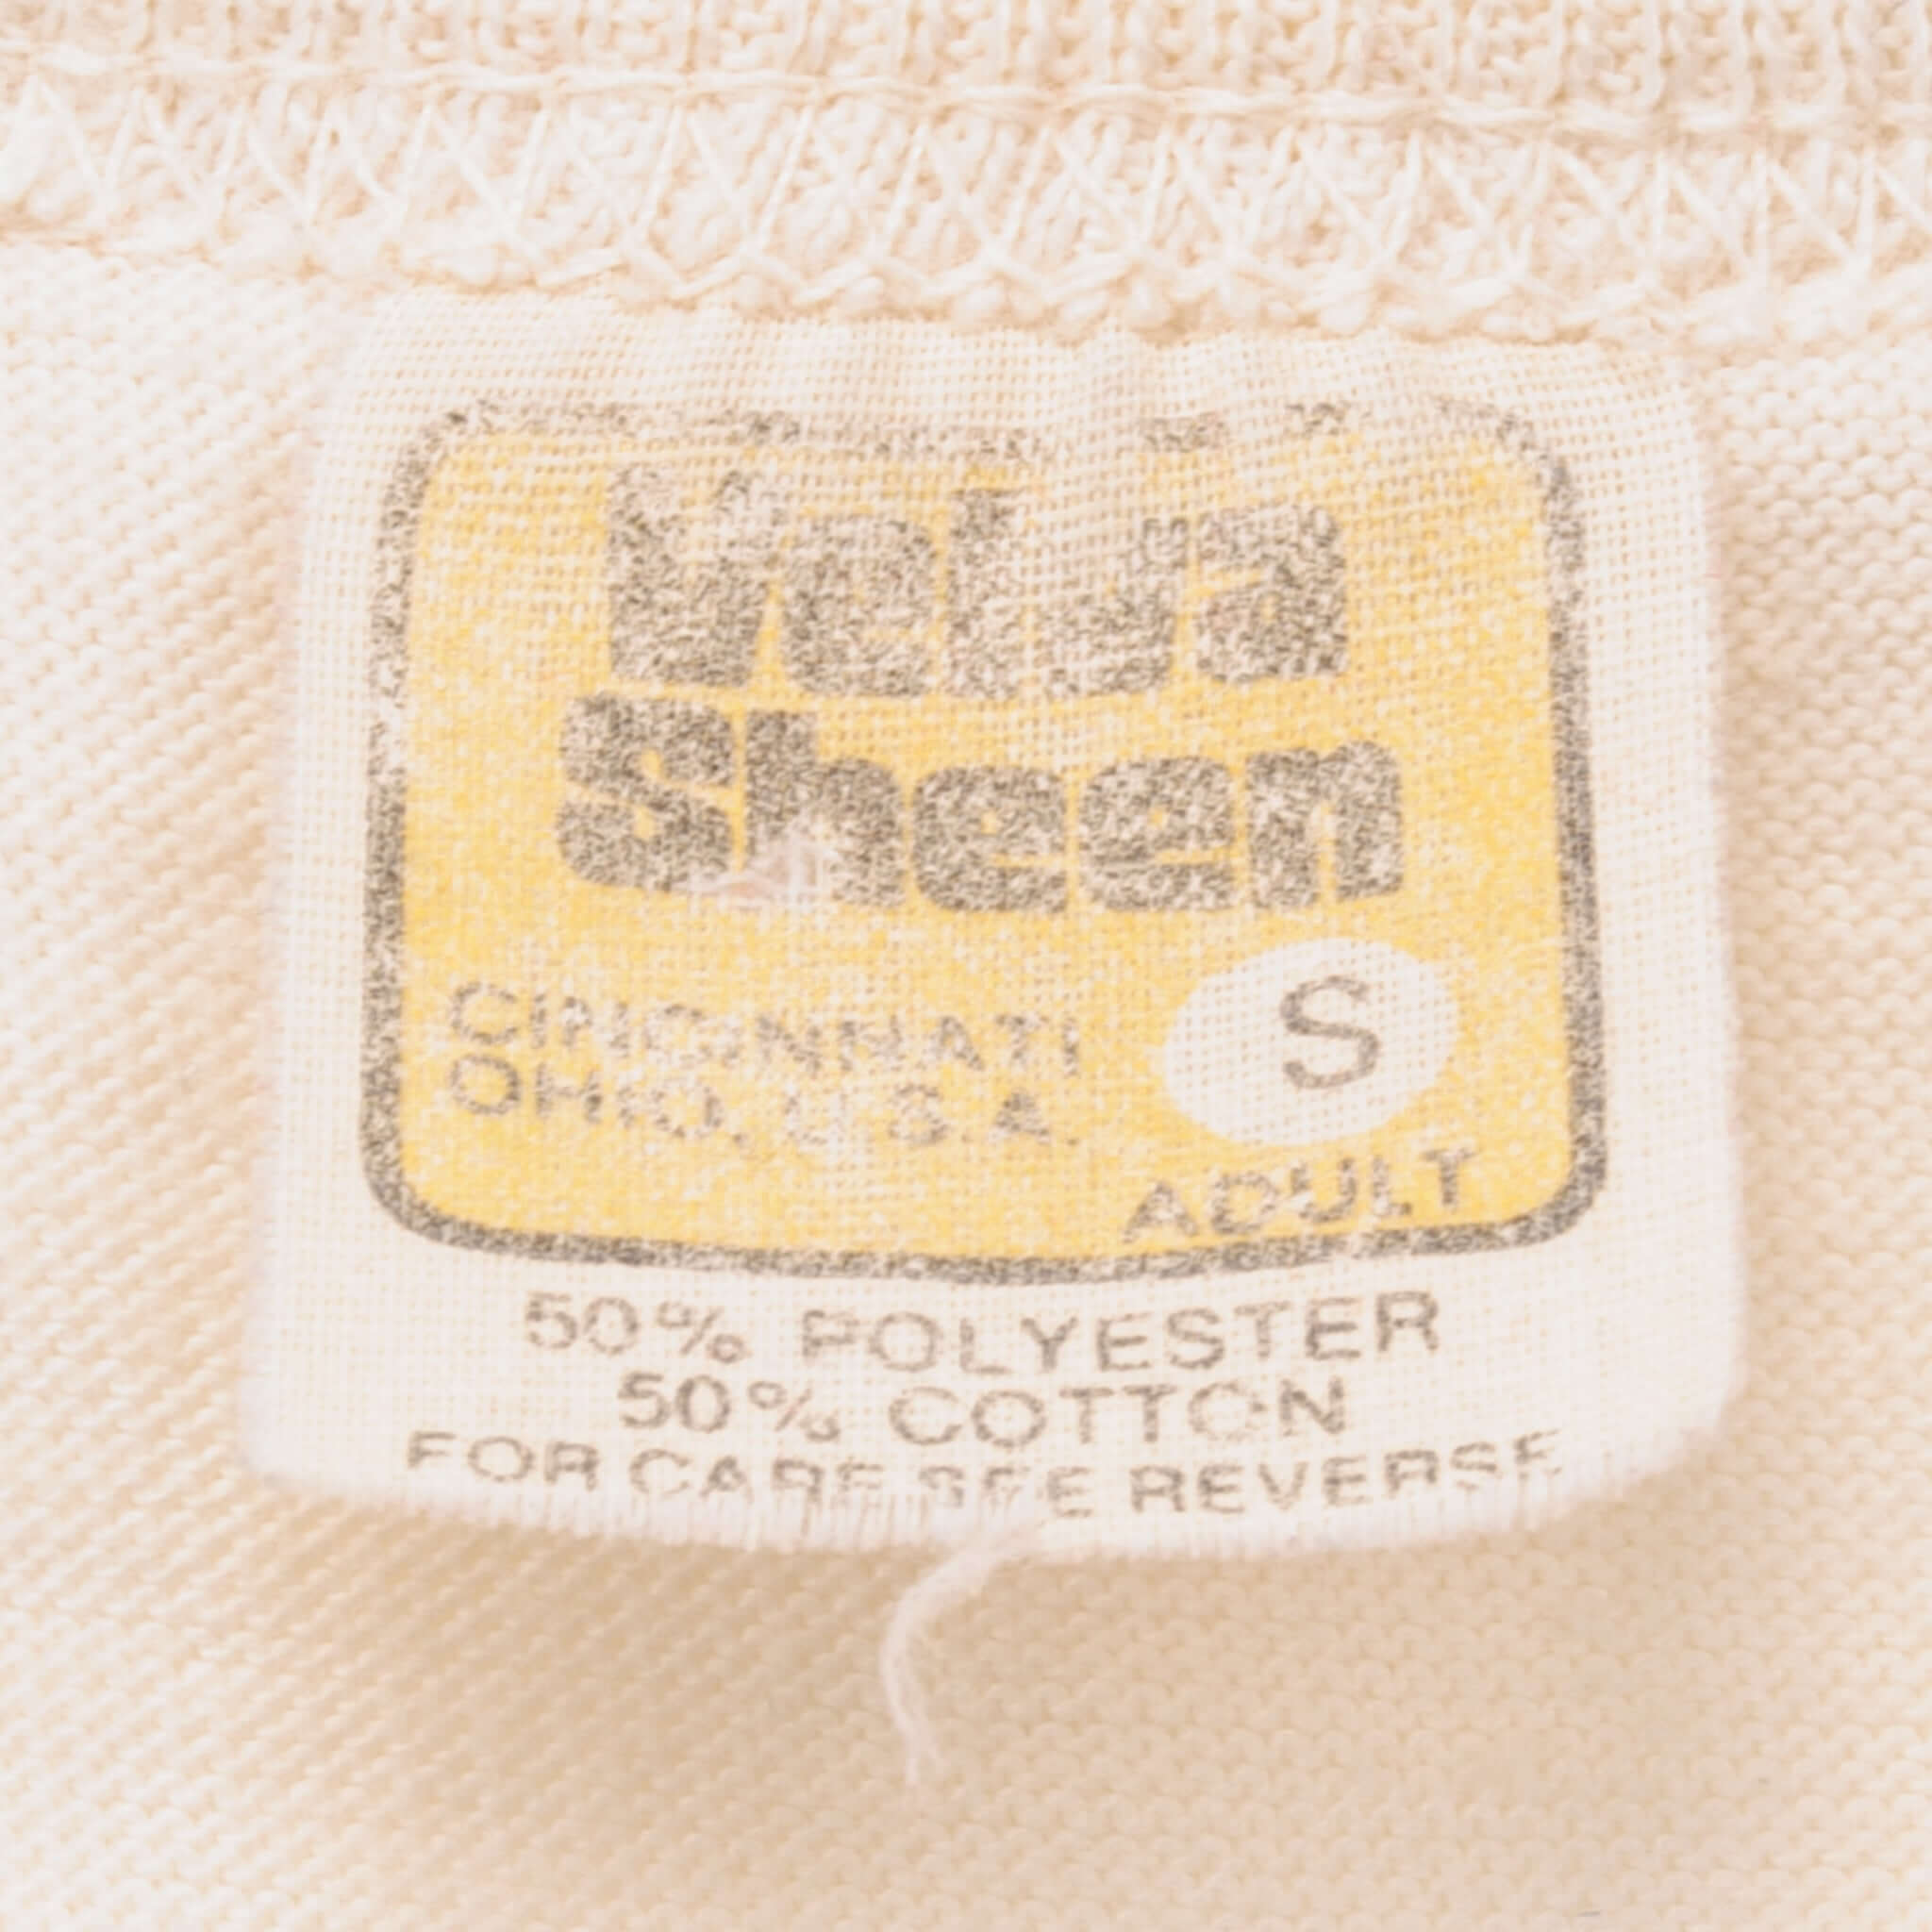 Velva
Sheen
CINCINNATI
OHIO, U.S.A.
S
ADULT
50% POLYESTER
50% COTTON
FOR CARE SEE REVERSE